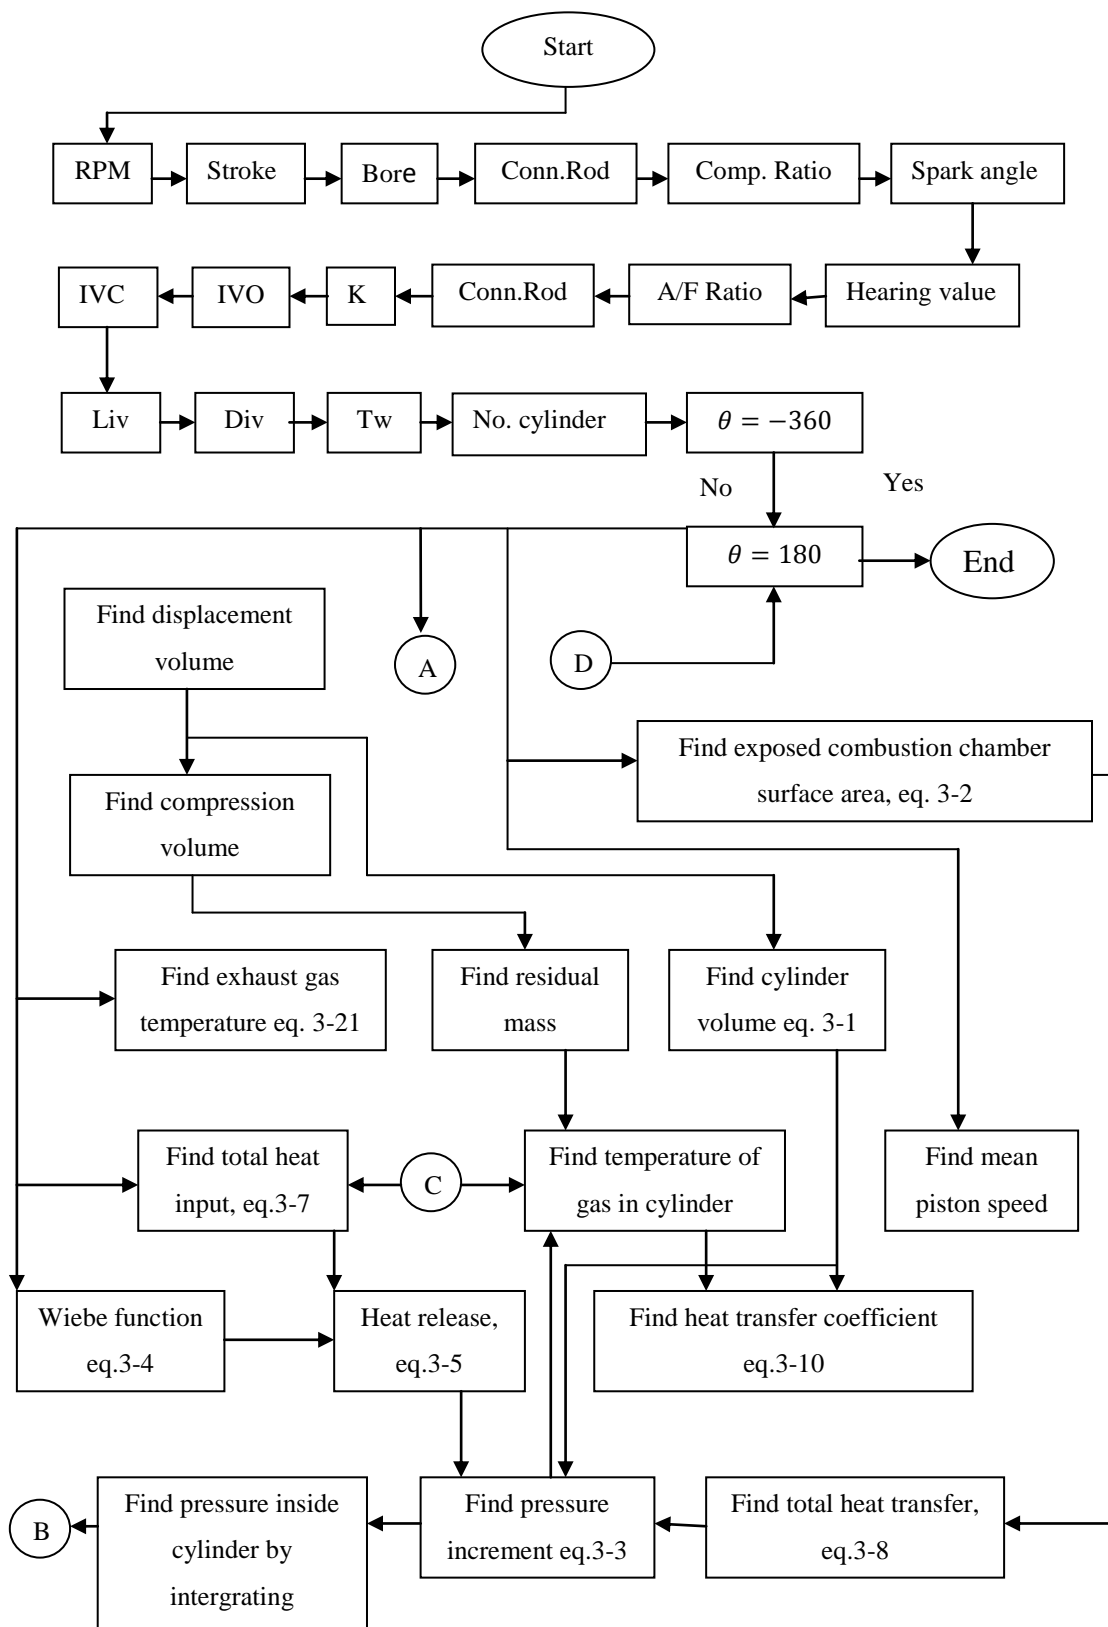 Start
RPM
Stroke
Bore
Conn.Rod
Comp. Ratio
Spark angle
IVC
IVO
K
Conn.Rod
A/F Ratio
Hearing value
Liv
Div
Tw
No. cylinder
θ = −360
No
Yes
θ = 180
End
Find displacement
volume
A
D
Find exposed combustion chamber
surface area, eq. 3-2
Find compression
volume
Find exhaust gas
temperature eq. 3-21
Find residual
mass
Find cylinder
volume eq. 3-1
Find total heat
input, eq.3-7
C
Find temperature of
gas in cylinder
Find mean
piston speed
Wiebe function
eq.3-4
Heat release,
eq.3-5
Find heat transfer coefficient
eq.3-10
B
Find pressure inside
cylinder by
intergrating
Find pressure
increment eq.3-3
Find total heat transfer,
eq.3-8